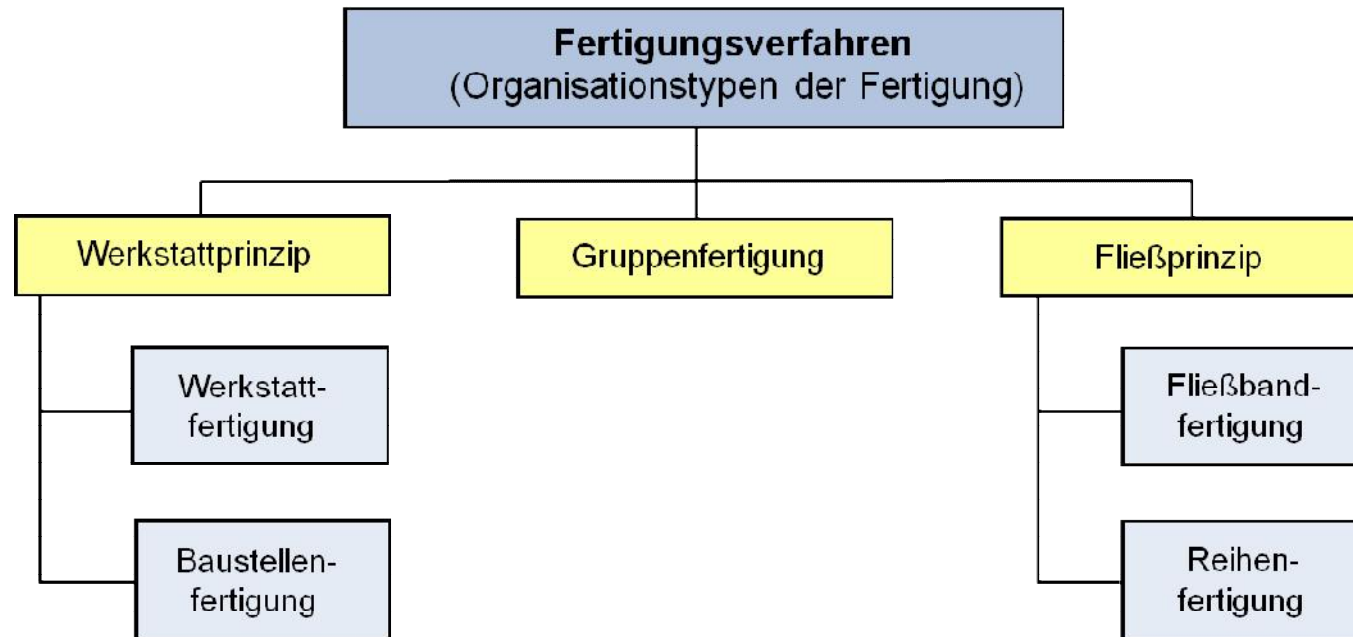 Fertigungsverfahren
(Organisationstypen der Fertigung)
Werkstattprinzip
Gruppenfertigung
Fließprinzip
Werkstatt-
fertigung
Fließband-
fertigung
Baustellen-
fertigung
Reihen-
fertigung